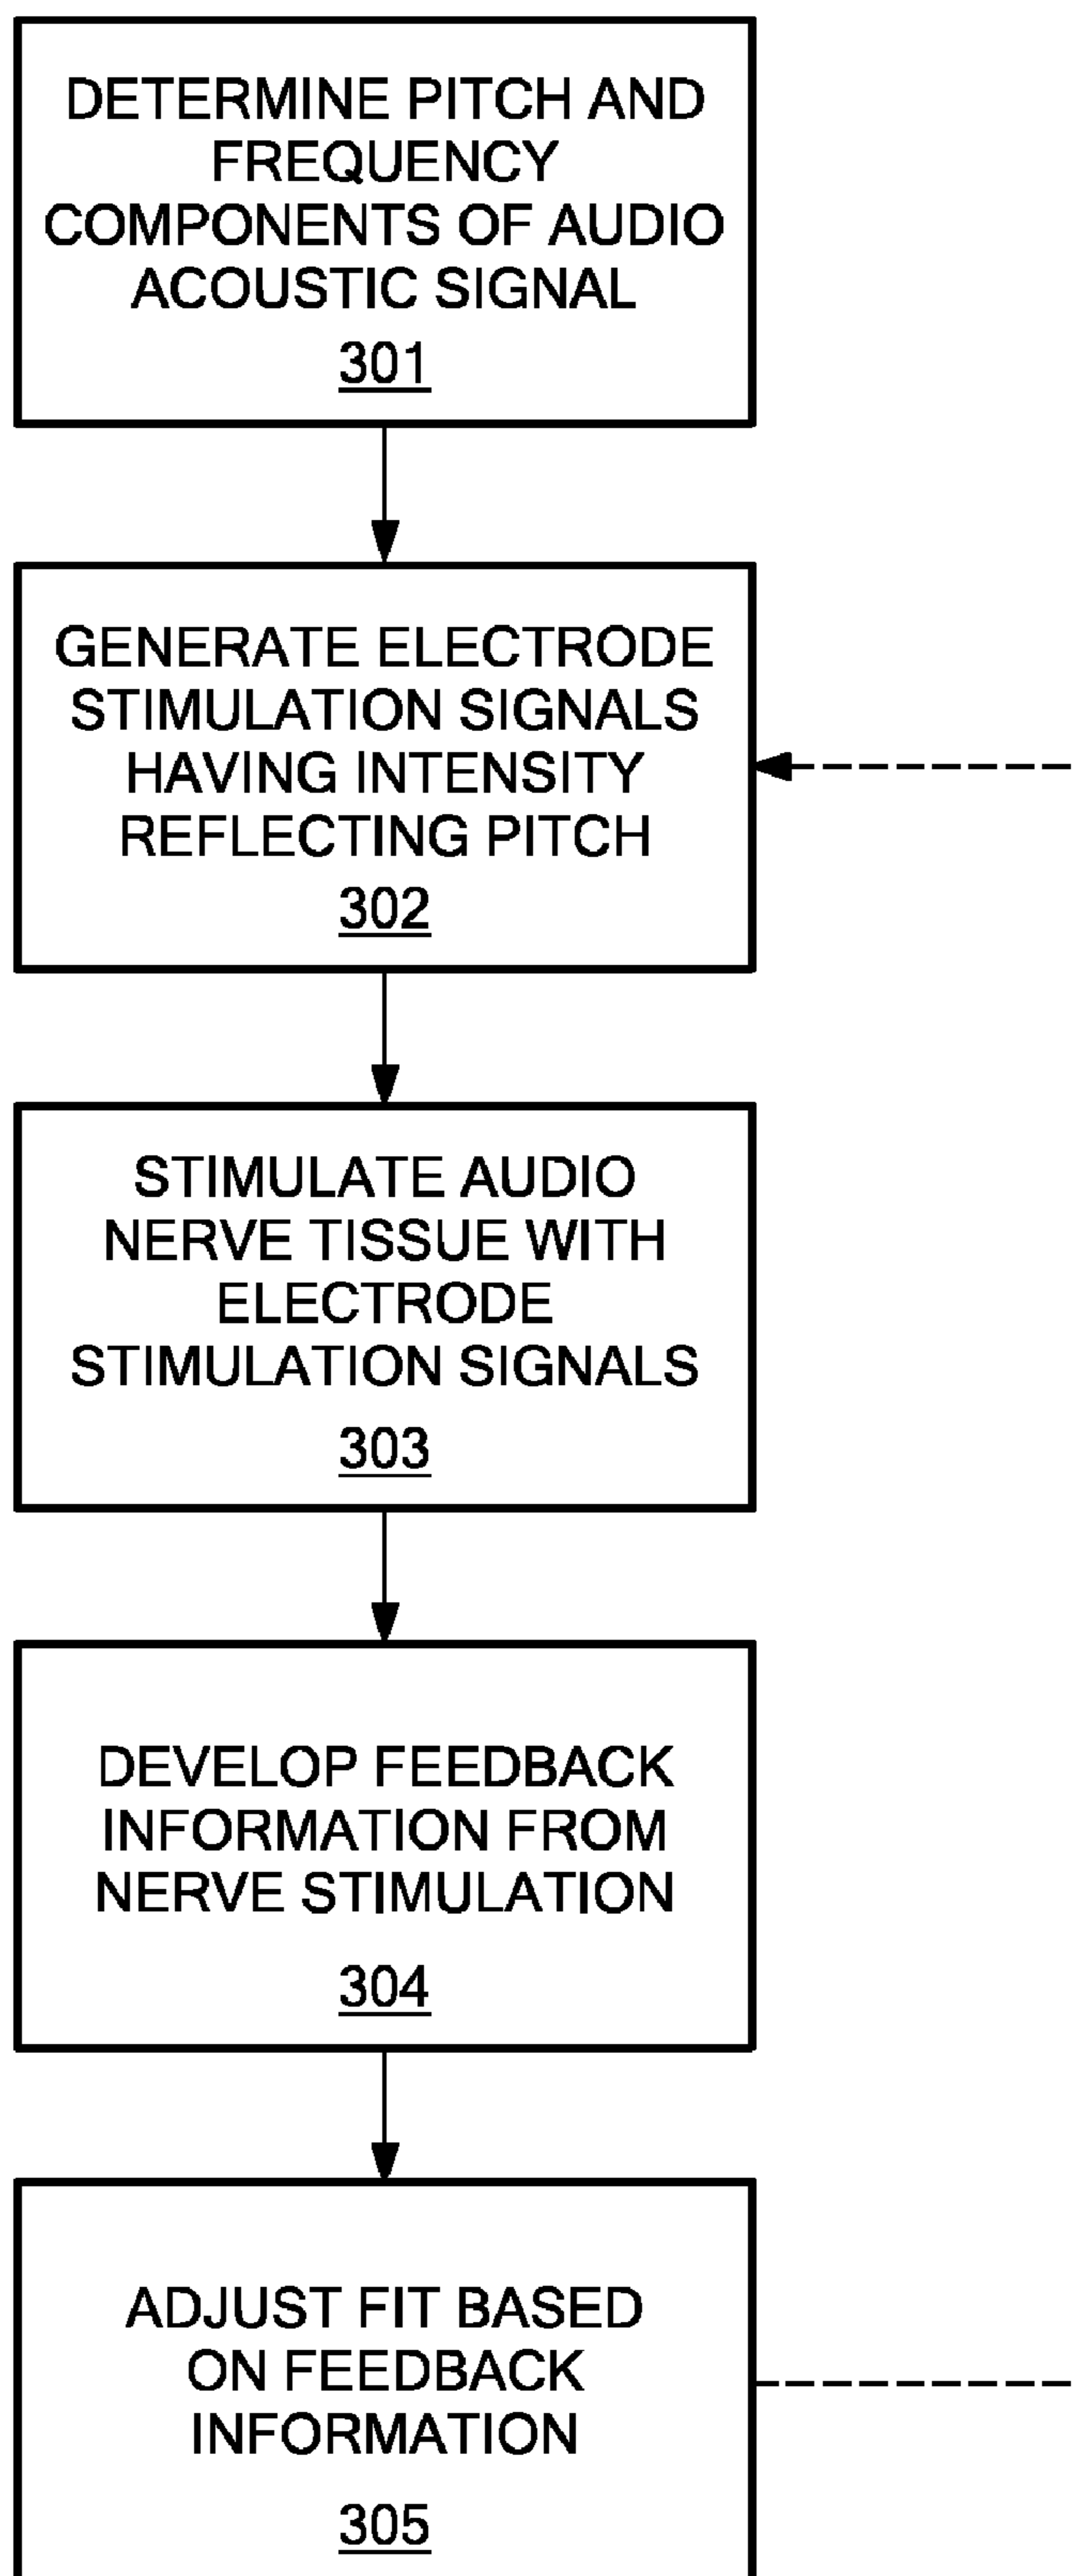 DETERMINE PITCH AND
FREQUENCY
COMPONENTS OF AUDIO
ACOUSTIC SIGNAL
301
GENERATE ELECTRODE
STIMULATION SIGNALS
HAVING INTENSITY
REFLECTING PITCH
302
STIMULATE AUDIO
NERVE TISSUE WITH
ELECTRODE
STIMULATION SIGNALS
303
DEVELOP FEEDBACK
INFORMATION FROM
NERVE STIMULATION
304
ADJUST FIT BASED
ON FEEDBACK
INFORMATION
305